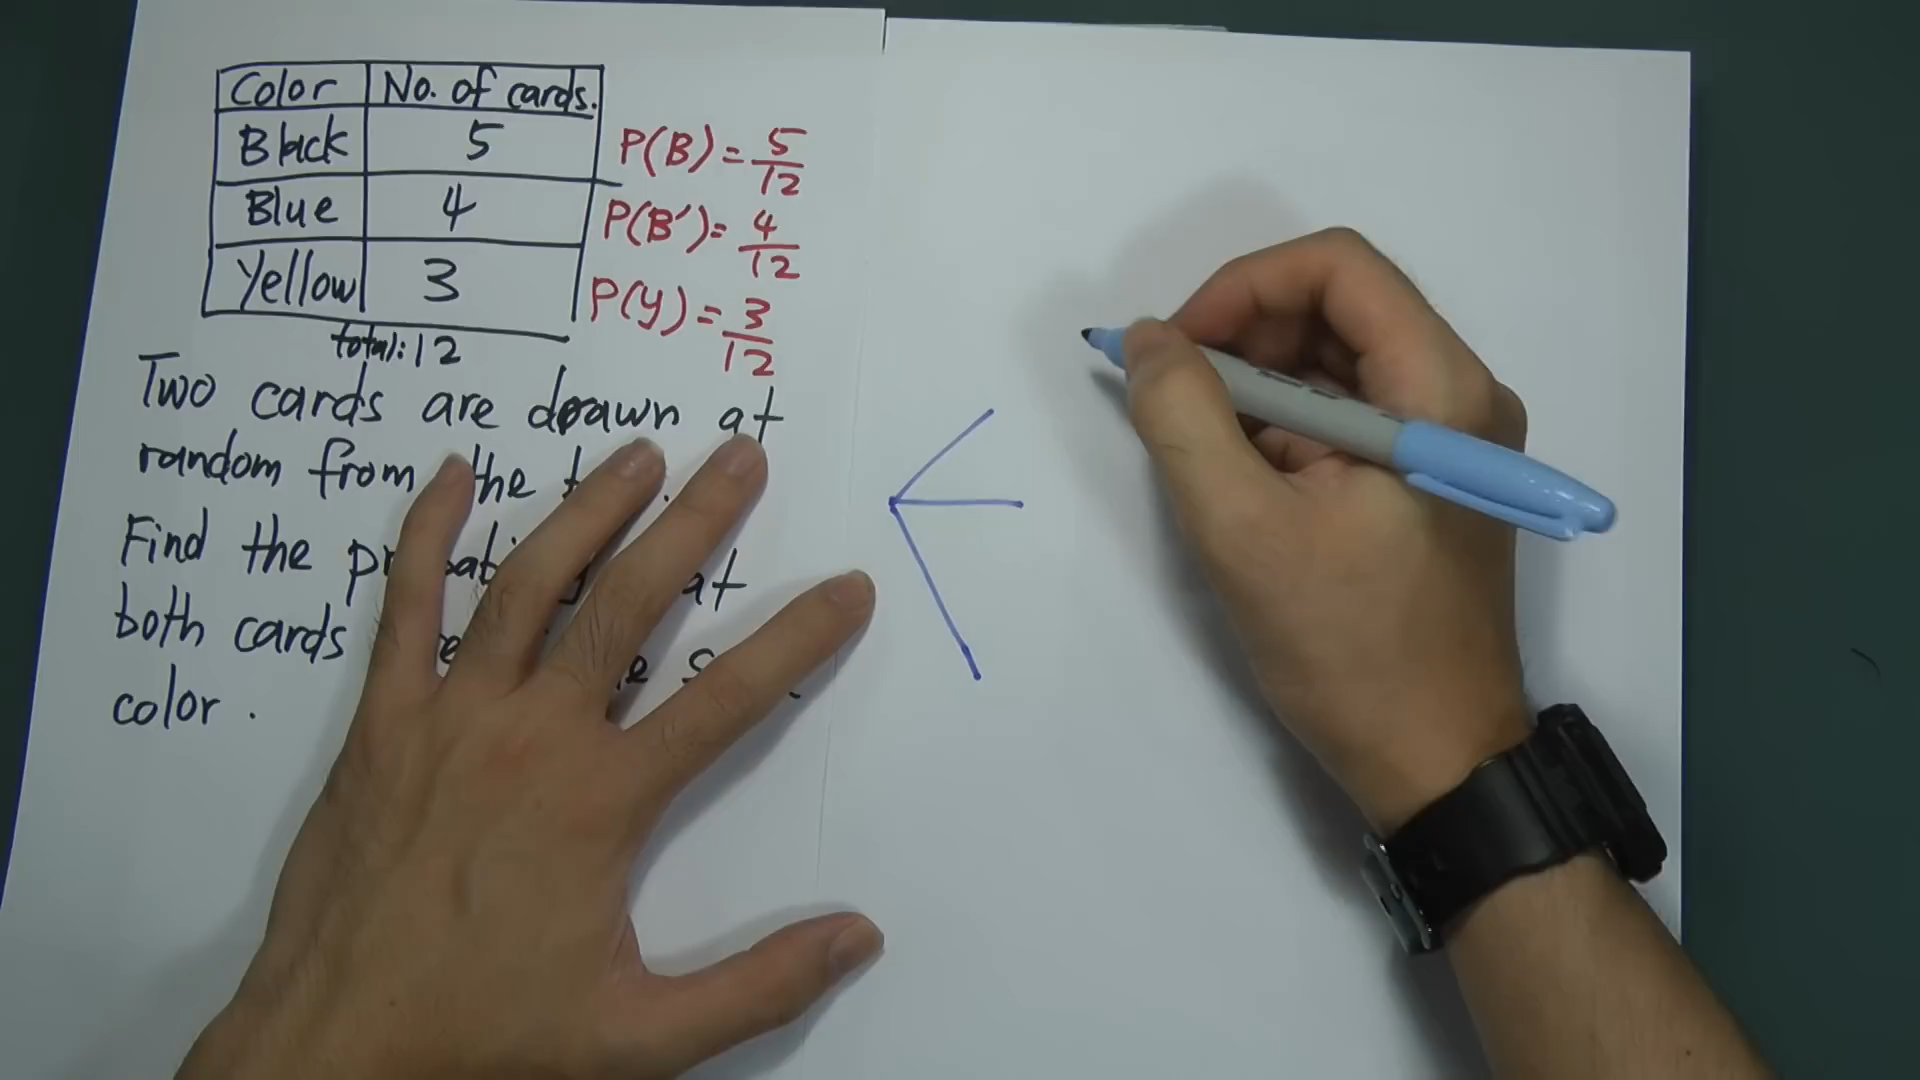 Color No. of cards.
Black 5 P(B) = 5/12
Blue 4 P(B') = 4/12
Yellow 3 P(y) = 3/12
total: 12
Two cards are drawn at
random from the
Find the
both cards
color.